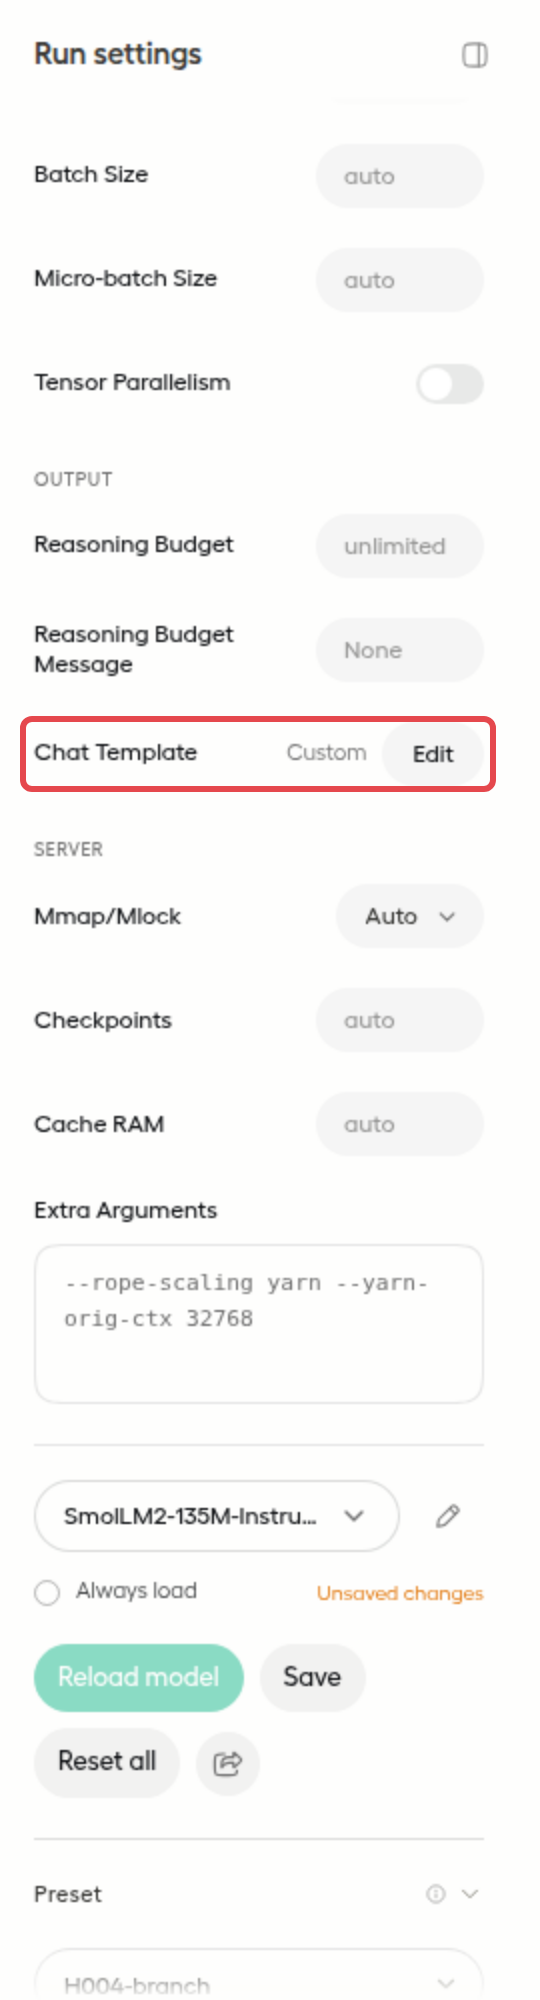 Run settings
Batch Size
auto
Micro-batch Size
auto
Tensor Parallelism
OUTPUT
Reasoning Budget
unlimited
Reasoning Budget
Message
None
Chat Template
Custom
Edit
SERVER
Mmap/Mlock
Auto
Checkpoints
auto
Cache RAM
auto
Extra Arguments
--rope-scaling yarn --yarn-
orig-ctx 32768
SmolLM2-135M-Instru...
Always load
Unsaved changes
Reload model
Save
Reset all
Preset
H004-branch